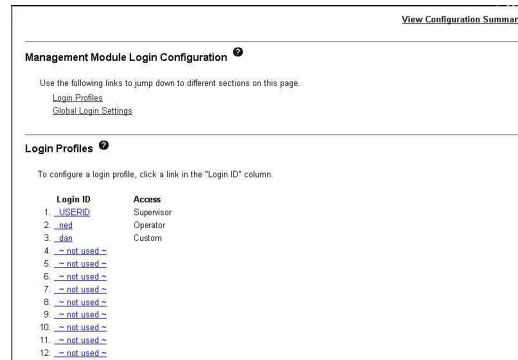 View Configuration Summar
Management Module Login Configuration
Use the following links to jump down to different sections on this page.
Login Profiles
Global Login Settings
Login Profiles
To configure a login profile, click a link in the "Login ID" column.
Login ID Access
1. USERID Supervisor
2. ned Operator
3. dan Custom
4. ~ not used ~
5. ~ not used ~
6. ~ not used ~
7. ~ not used ~
8. ~ not used ~
9. ~ not used ~
10. ~ not used ~
11. ~ not used ~
12. ~ not used ~